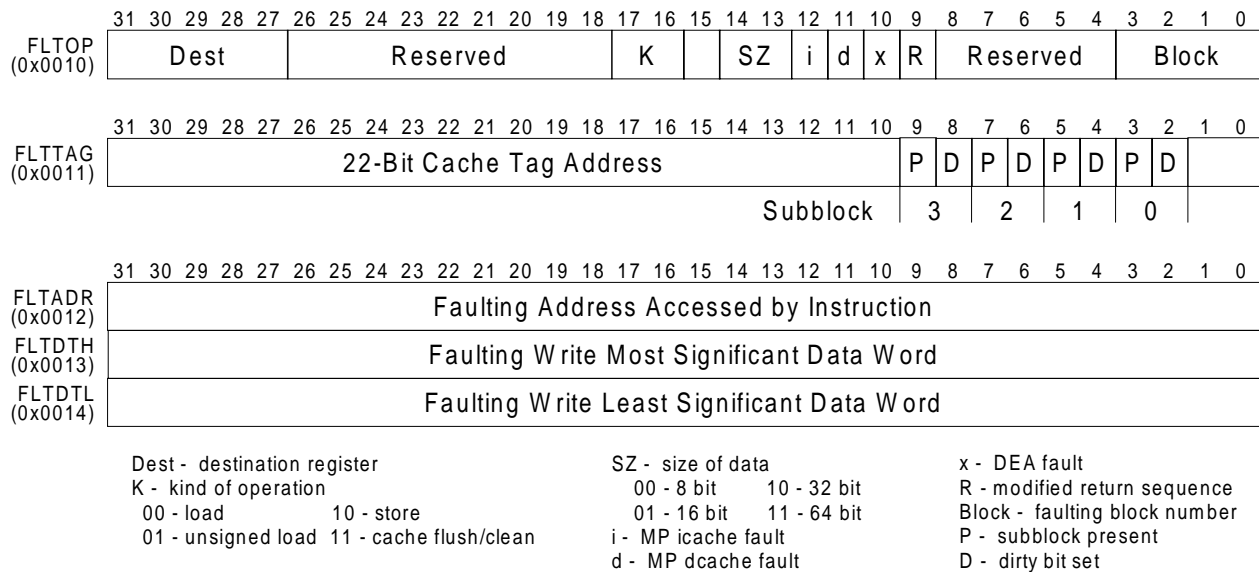 31 30 29 28 27 26 25 24 23 22 21 20 19 18 17 16 15 14 13 12 11 10 9 8 7 6 5 4 3 2 1 0
FLTOP
(0x0010)
Dest Reserved K SZ i d x R Reserved Block
31 30 29 28 27 26 25 24 23 22 21 20 19 18 17 16 15 14 13 12 11 10 9 8 7 6 5 4 3 2 1 0
FLTTAG
(0x0011)
22-Bit Cache Tag Address P D P D P D P D
Subblock 3 2 1 0
31 30 29 28 27 26 25 24 23 22 21 20 19 18 17 16 15 14 13 12 11 10 9 8 7 6 5 4 3 2 1 0
FLTADR
(0x0012)
Faulting Address Accessed by Instruction
FLTDTH
(0x0013)
Faulting Write Most Significant Data Word
FLTDTL
(0x0014)
Faulting Write Least Significant Data Word
Dest - destination register
K - kind of operation
00 - load 10 - store
01 - unsigned load 11 - cache flush/clean
SZ - size of data
00 - 8 bit 10 - 32 bit
01 - 16 bit 11 - 64 bit
i - MP icache fault
d - MP dcache fault
x - DEA fault
R - modified return sequence
Block - faulting block number
P - subblock present
D - dirty bit set